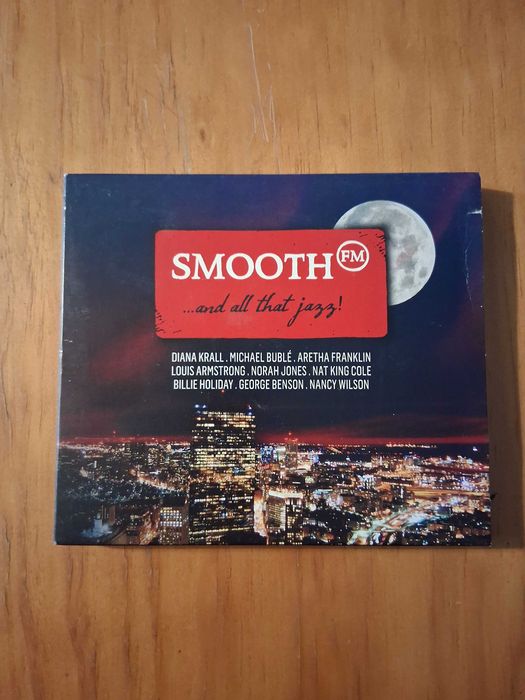 SMOOTH FM
...and all that jazz!
DIANA KRALL . MICHAEL BUBLÉ . ARETHA FRANKLIN
LOUIS ARMSTRONG . NORAH JONES . NAT KING COLE
BILLIE HOLIDAY . GEORGE BENSON . NANCY WILSON